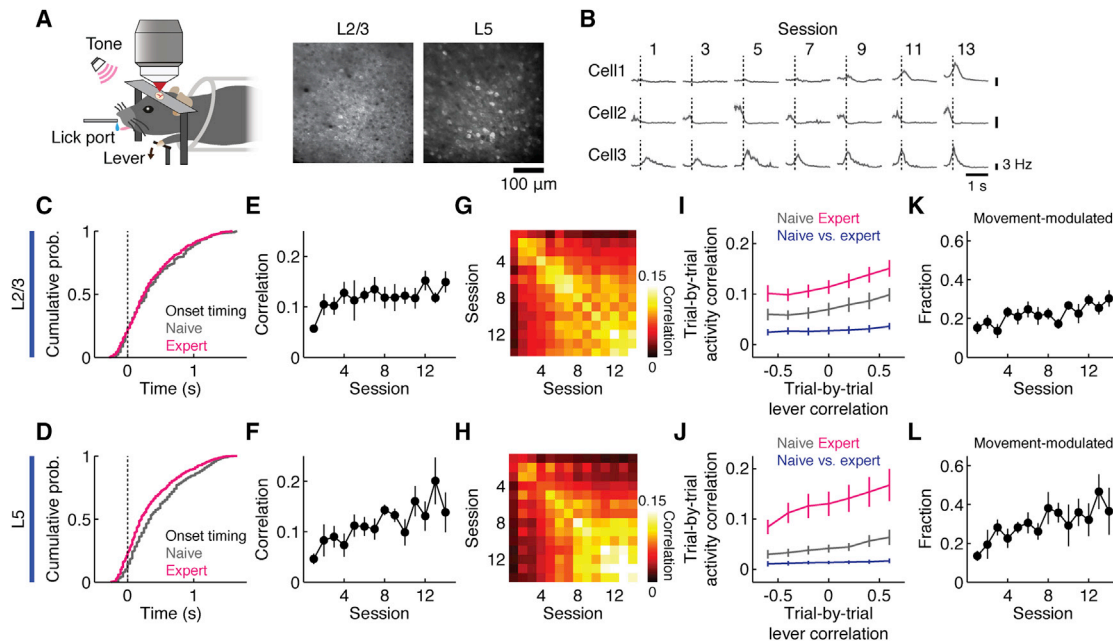 A
Tone
Lick port
Lever
L2/3
L5
100 µm
B
Session
1 3 5 7 9 11 13
Cell1
Cell2
Cell3
3 Hz
1 s
L2/3
C
Cumulative prob.
1
0.5
0
Onset timing
Naive
Expert
0 1
Time (s)
E
Correlation
0.2
0.1
0
4 8 12
Session
G
Session
4
8
12
4 8 12
Session
0.15
Correlation
0
I
Trial-by-trial
activity correlation
0.2
0.1
0
Naive Expert
Naive vs. expert
-0.5 0 0.5
Trial-by-trial
lever correlation
K
Movement-modulated
Fraction
0.6
0.4
0.2
0
4 8 12
Session
L5
D
Cumulative prob.
1
0.5
0
Onset timing
Naive
Expert
0 1
Time (s)
F
Correlation
0.2
0.1
0
4 8 12
Session
H
Session
4
8
12
4 8 12
Session
0.15
Correlation
0
J
Trial-by-trial
activity correlation
0.2
0.1
0
Naive Expert
Naive vs. expert
-0.5 0 0.5
Trial-by-trial
lever correlation
L
Movement-modulated
Fraction
0.6
0.4
0.2
0
4 8 12
Session